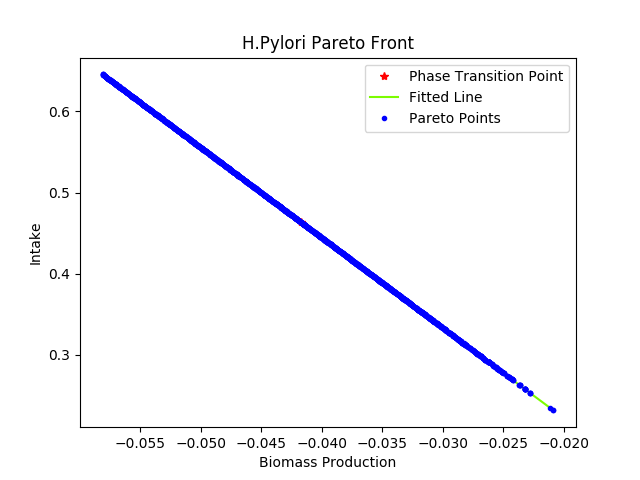 H.Pylori Pareto Front
Phase Transition Point
Fitted Line
Pareto Points
Intake
0.6
0.5
0.4
0.3
−0.055 −0.050 −0.045 −0.040 −0.035 −0.030 −0.025 −0.020
Biomass Production